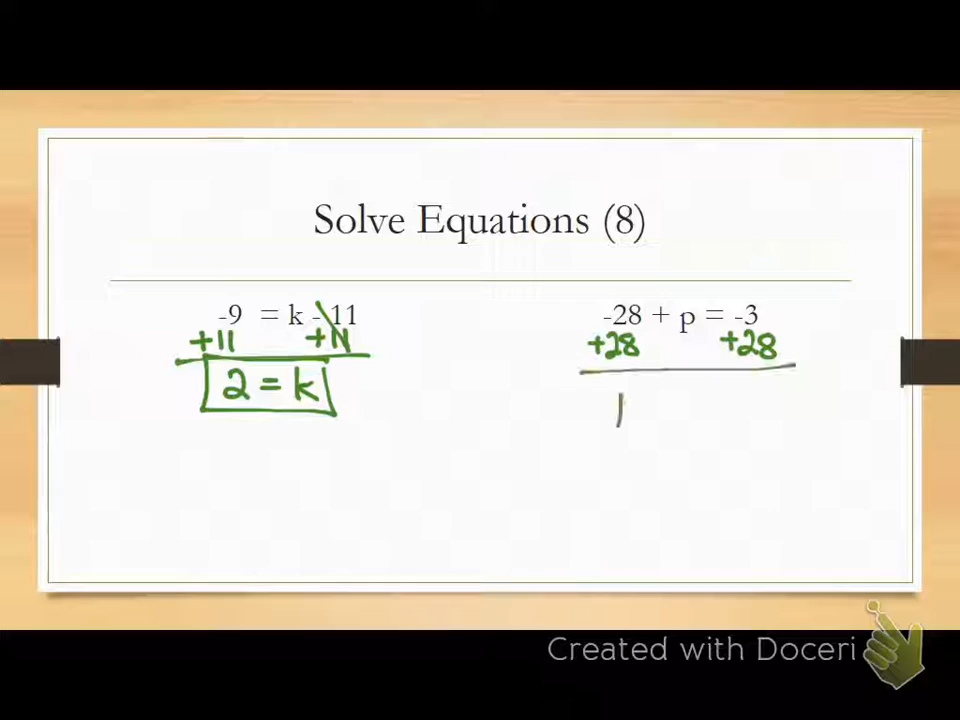 Solve Equations (8)
-9 = k - 11
+11 +11
2 = k
-28 + p = -3
+28 +28
Created with Doceri